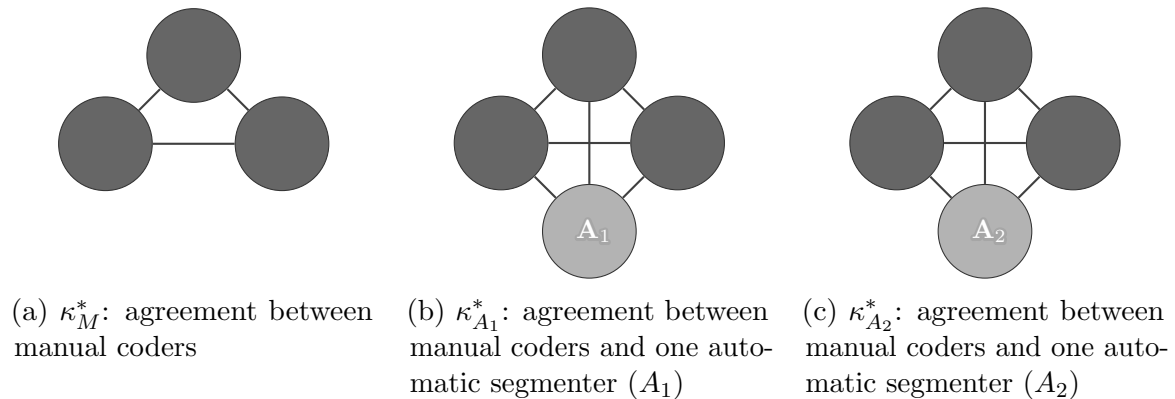 A₁
A₂
(a) κ*_M: agreement between
manual coders
(b) κ*_{A₁}: agreement between
manual coders and one auto-
matic segmenter (A₁)
(c) κ*_{A₂}: agreement between
manual coders and one auto-
matic segmenter (A₂)